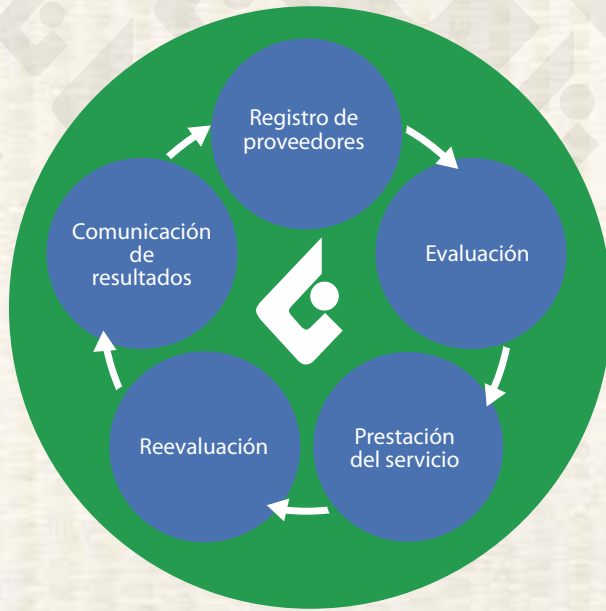 Registro de
proveedores
Evaluación
Prestación
del servicio
Reevaluación
Comunicación
de
resultados